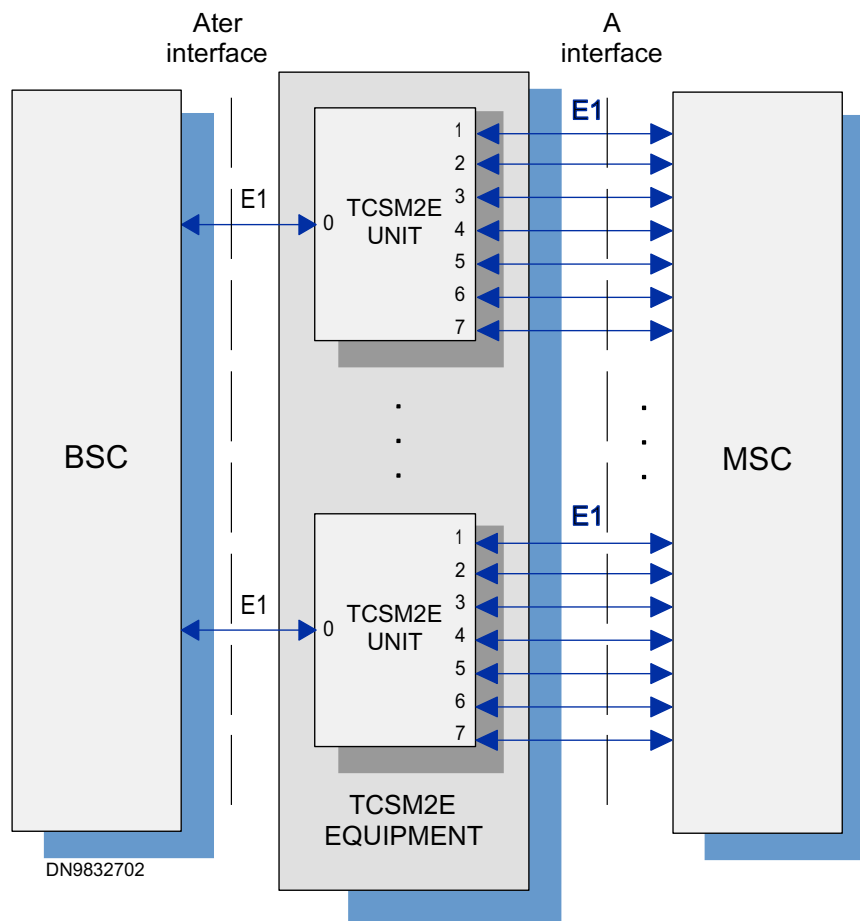 Ater
interface
A
interface
E1
1
2
3
4
5
6
7
E1
0
TCSM2E
UNIT
BSC
MSC
E1
1
2
3
4
5
6
7
E1
0
TCSM2E
UNIT
TCSM2E
EQUIPMENT
DN9832702